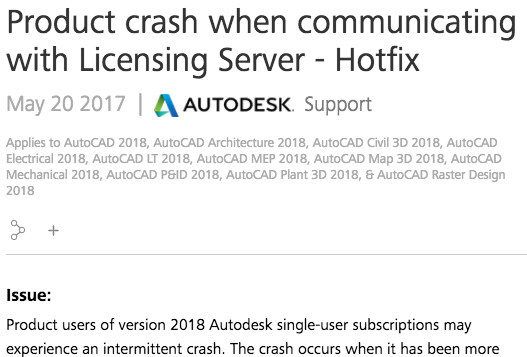 Product crash when communicating
with Licensing Server - Hotfix
May 20 2017 | AUTODESK. Support
Applies to AutoCAD 2018, AutoCAD Architecture 2018, AutoCAD Civil 3D 2018, AutoCAD
Electrical 2018, AutoCAD LT 2018, AutoCAD MEP 2018, AutoCAD Map 3D 2018, AutoCAD
Mechanical 2018, AutoCAD P&ID 2018, AutoCAD Plant 3D 2018, & AutoCAD Raster Design
2018
+
Issue:
Product users of version 2018 Autodesk single-user subscriptions may
experience an intermittent crash. The crash occurs when it has been more